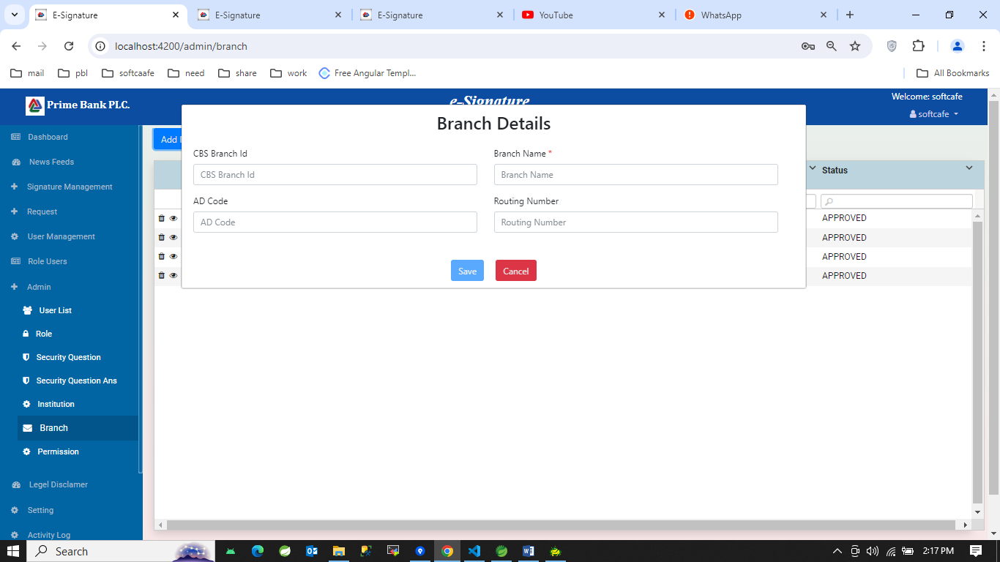 E-Signature
E-Signature
E-Signature
YouTube
WhatsApp
localhost:4200/admin/branch
mail
pbl
softcaafe
need
share
work
Free Angular Templ...
All Bookmarks
Prime Bank PLC.
e-Signature
Welcome: softcafe
softcafe
Dashboard
News Feeds
Signature Management
Request
User Management
Role Users
Admin
User List
Role
Security Question
Security Question Ans
Institution
Branch
Permission
Legel Disclamer
Setting
Activity Log
Add
Branch Details
CBS Branch Id
Branch Name *
CBS Branch Id
Branch Name
AD Code
Routing Number
AD Code
Routing Number
Save
Cancel
Status
APPROVED
APPROVED
APPROVED
APPROVED
Search
2:17 PM